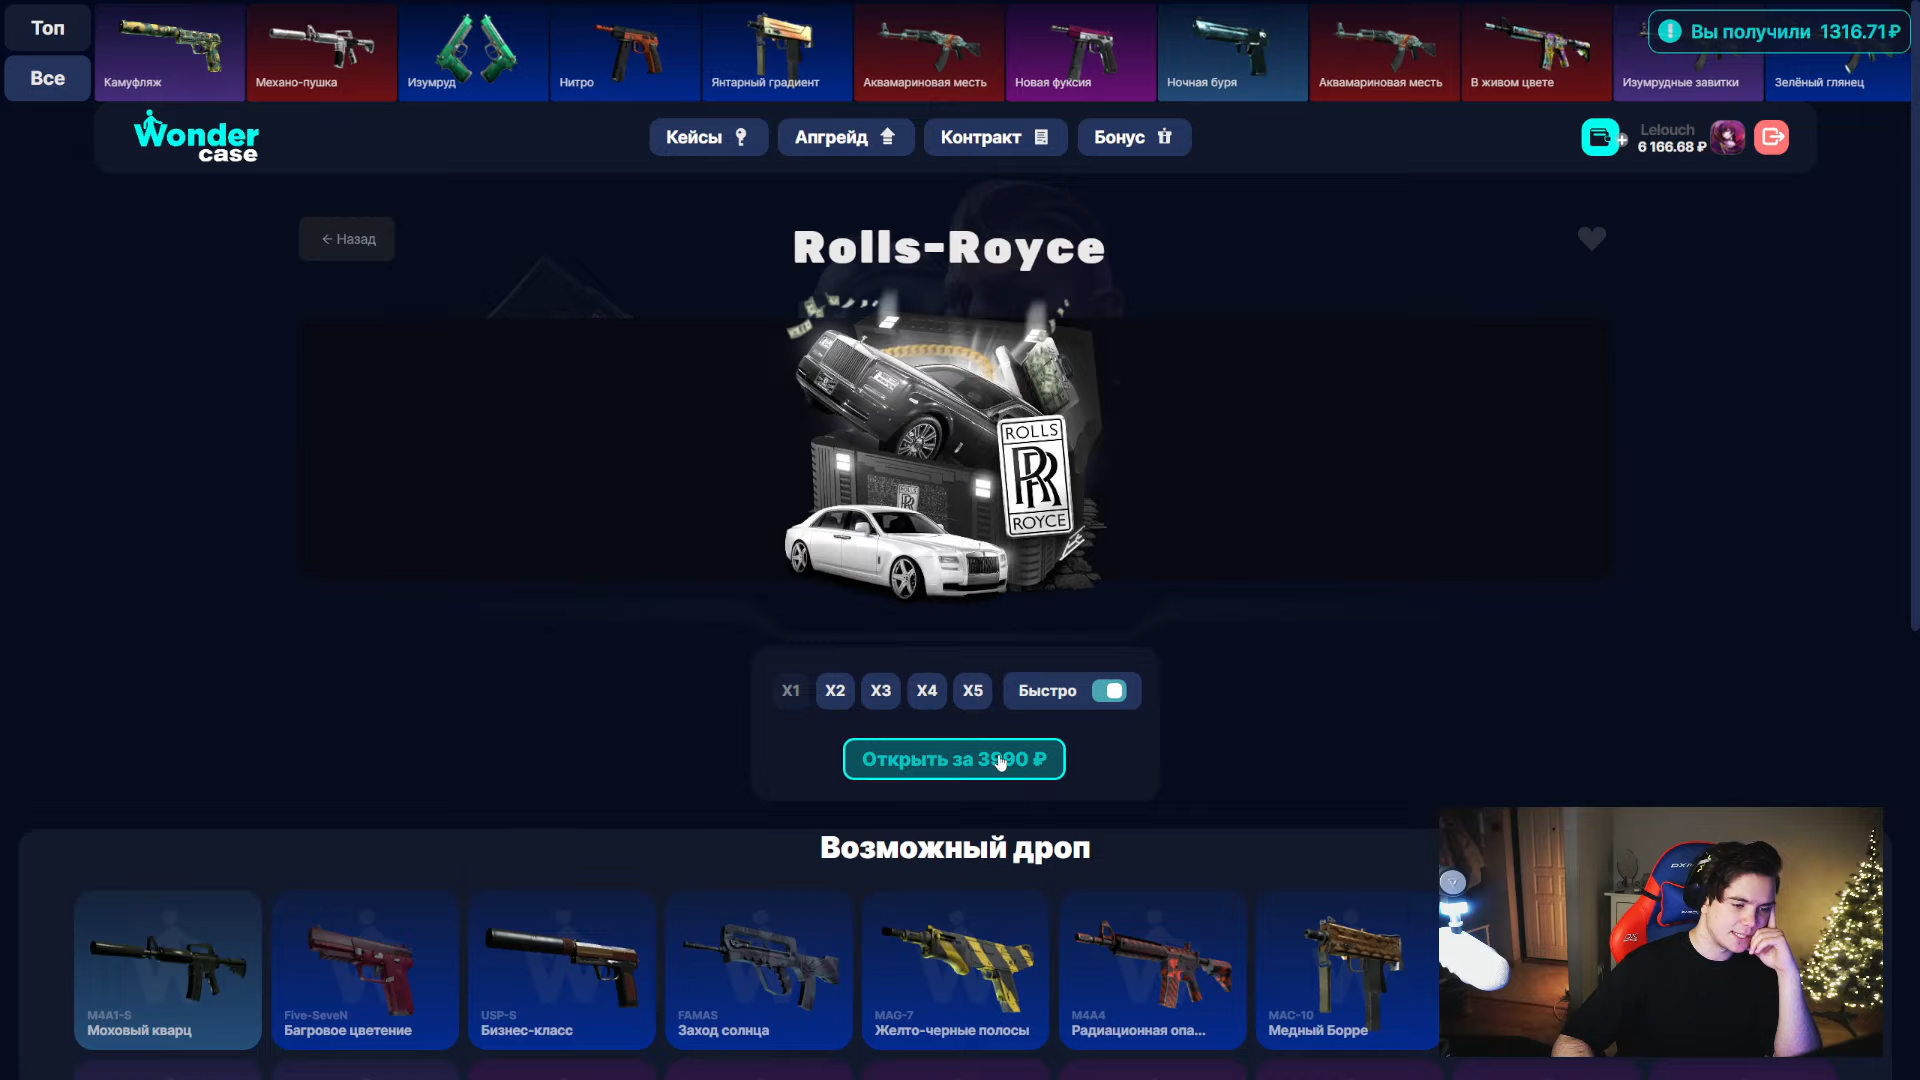 Топ
Все
Камуфляж
Механо-пушка
Изумруд
Нитро
Янтарный градиент
Аквамариновая месть
Новая фуксия
Ночная буря
Аквамариновая месть
В живом цвете
Изумрудные завитки
Зелёный глянец
Вы получили 1316.71₽
Wonder
case
Кейсы
Апгрейд
Контракт
Бонус
Lelouch
6 166.68 ₽
← Назад
Rolls-Royce
ROLLS
RR
ROYCE
X1
X2
X3
X4
X5
Быстро
Открыть за 3990 ₽
Возможный дроп
M4A1-S
Моховый кварц
Five-SeveN
Багровое цветение
USP-S
Бизнес-класс
FAMAS
Заход солнца
MAG-7
Желто-черные полосы
M4A4
Радиационная опа...
MAC-10
Медный Борре